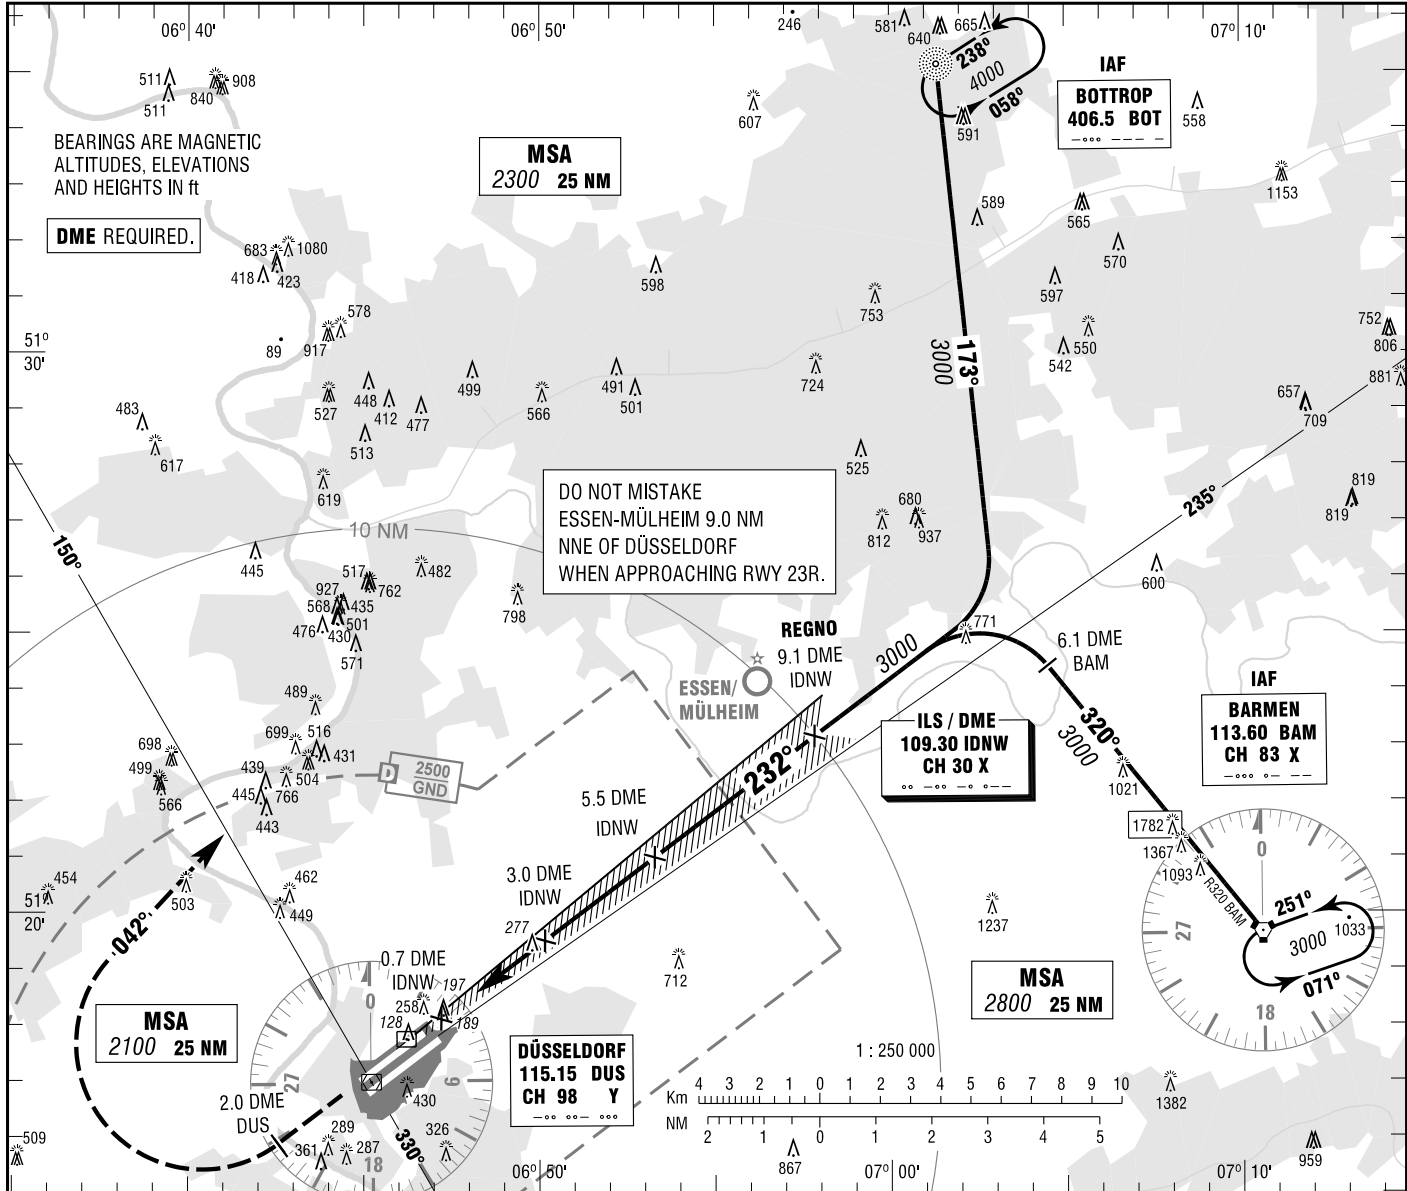 06° 40'
06° 50'
07° 10'
246
581
640
665
238°
4000
058°
591
IAF
BOTTROP
406.5 BOT
558
511
511
840
908
607
BEARINGS ARE MAGNETIC
ALTITUDES, ELEVATIONS
AND HEIGHTS IN ft
MSA
2300 25 NM
1153
DME REQUIRED.
589
565
570
683
1080
418
423
598
597
753
578
917
89
51°
30'
173°
3000
550
542
752
806
881
499
491
501
724
448
412
477
527
566
513
657
709
483
617
619
525
819
819
DO NOT MISTAKE
ESSEN-MÜLHEIM 9.0 NM
NNE OF DÜSSELDORF
WHEN APPROACHING RWY 23R.
680
812
937
235°
10 NM
150°
445
482
517
762
798
600
927
568
435
476
430
501
571
771
REGNO
9.1 DME
IDNW
3000
6.1 DME
BAM
ESSEN/
MÜLHEIM
IAF
BARMEN
113.60 BAM
CH 83 X
ILS / DME
109.30 IDNW
CH 30 X
320°
3000
489
699
516
431
698
499
566
439
504
445
766
443
2500
GND
D
232°
1021
5.5 DME
IDNW
1782
1367
1093
R320 BAM
0
27
18
251°
3000
1033
071°
3.0 DME
IDNW
277
454
51°
20'
503
462
449
042°
1237
712
0.7 DME
IDNW
197
258
128
189
0
27
9
18
MSA
2100 25 NM
MSA
2800 25 NM
DÜSSELDORF
115.15 DUS
CH 98 Y
1 : 250 000
Km
4 3 2 1 0 1 2 3 4 5 6 7 8 9 10
NM
2 1 0 1 2 3 4 5
430
1382
2.0 DME
DUS
289
361
287
326
330°
509
867
959
06° 50'
07° 00'
07° 10'